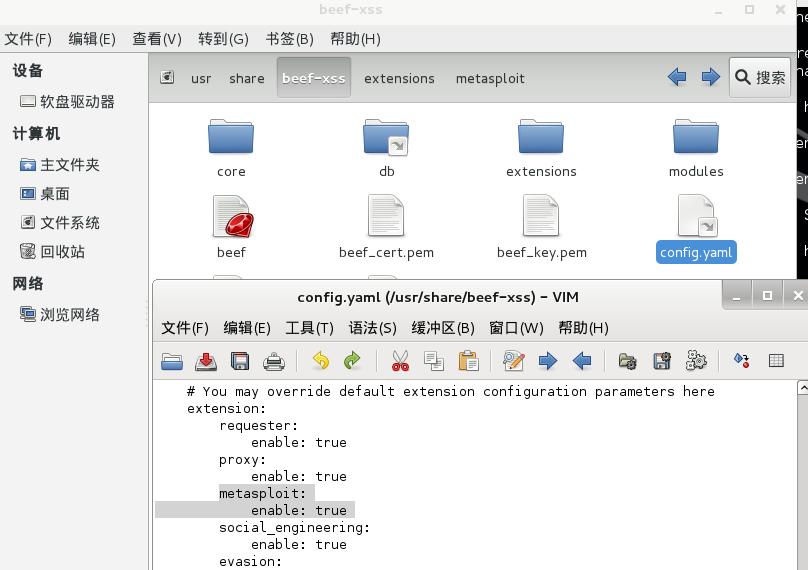 beef-xss
文件(F) 编辑(E) 查看(V) 转到(G) 书签(B) 帮助(H)
设备
软盘驱动器
计算机
主文件夹
桌面
文件系统
回收站
网络
浏览网络
usr share beef-xss extensions metasploit 搜索
core db extensions modules
beef beef_cert.pem beef_key.pem config.yaml
config.yaml (/usr/share/beef-xss) - VIM
文件(F) 编辑(E) 工具(T) 语法(S) 缓冲区(B) 窗口(W) 帮助(H)
# You may override default extension configuration parameters here
extension:
requester:
enable: true
proxy:
enable: true
metasploit:
enable: true
social_engineering:
enable: true
evasion: